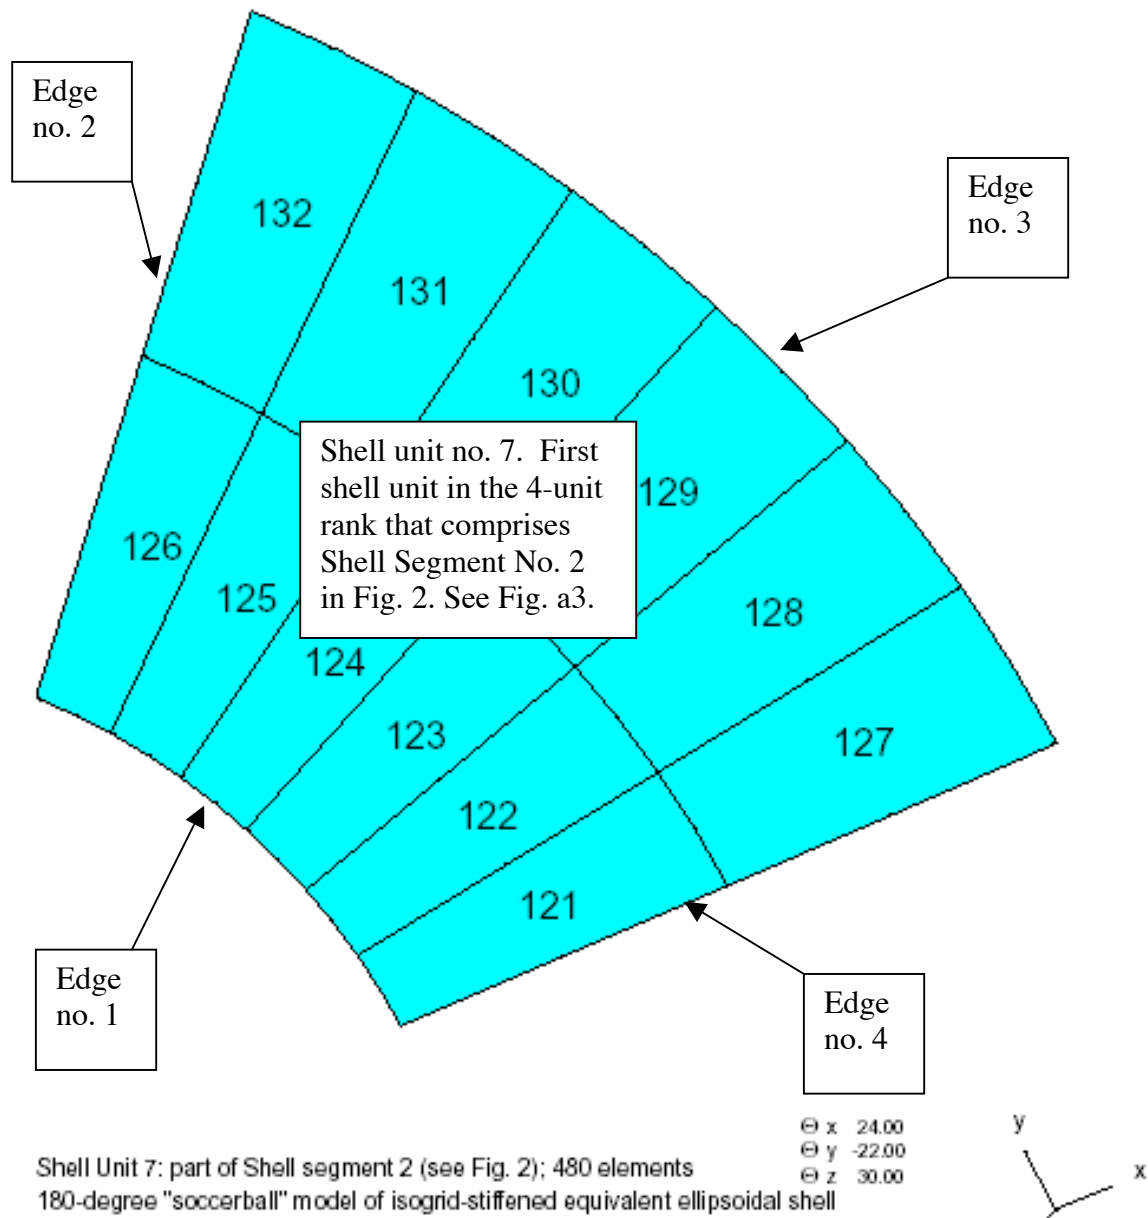 Edge
no. 2
Edge
no. 3
132
131
130
Shell unit no. 7. First
shell unit in the 4-unit
rank that comprises
Shell Segment No. 2
in Fig. 2. See Fig. a3.
129
126
125
128
124
123
127
122
121
Edge
no. 1
Edge
no. 4
Θ x 24.00
Θ y -22.00
Θ z 30.00
y
x
Shell Unit 7: part of Shell segment 2 (see Fig. 2); 480 elements
180-degree "soccerball" model of isogrid-stiffened equivalent ellipsoidal shell